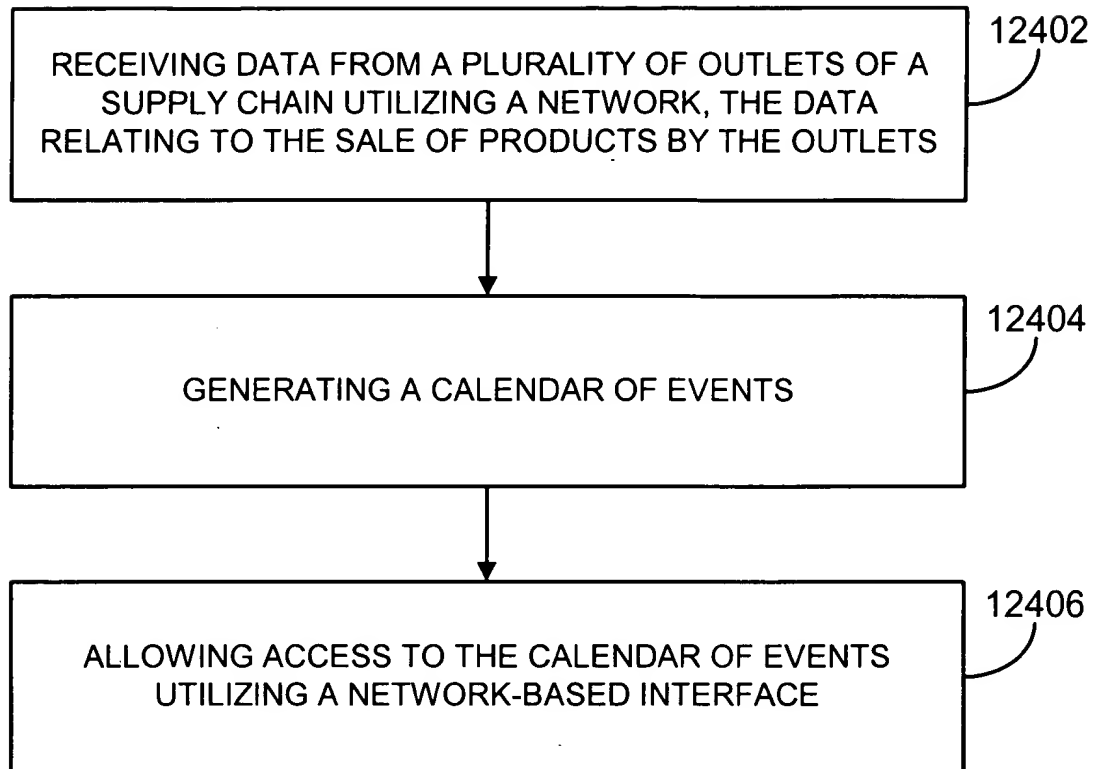 12402
RECEIVING DATA FROM A PLURALITY OF OUTLETS OF A
SUPPLY CHAIN UTILIZING A NETWORK, THE DATA
RELATING TO THE SALE OF PRODUCTS BY THE OUTLETS
12404
GENERATING A CALENDAR OF EVENTS
12406
ALLOWING ACCESS TO THE CALENDAR OF EVENTS
UTILIZING A NETWORK-BASED INTERFACE